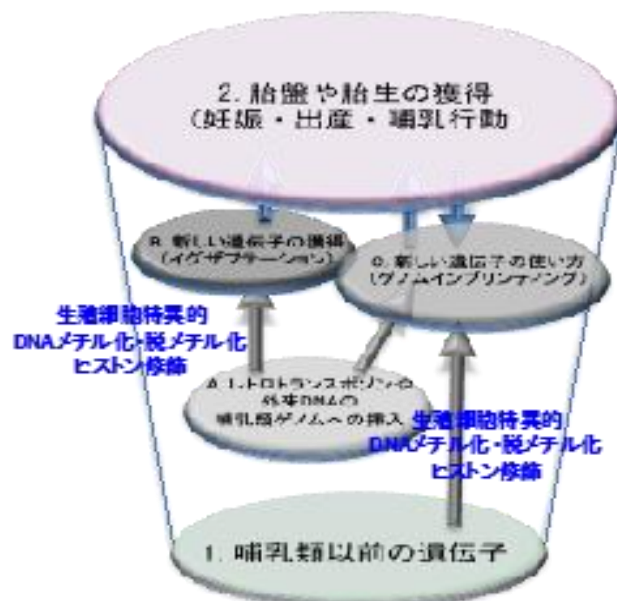 2. 胎盤や胎生の獲得
(妊娠・出産・哺乳行動
B. 新しい遺伝子の獲得
(イグザプテーション)
C. 新しい遺伝子の使い方
(ゲノムインプリンティング)
生殖細胞特異的
DNAメチル化・脱メチル化
ヒストン修飾
A. レトロトランスポゾンや
外来DNAの
哺乳類ゲノムへの挿入
生殖細胞特異的
DNAメチル化・脱メチル化
ヒストン修飾
1. 哺乳類以前の遺伝子